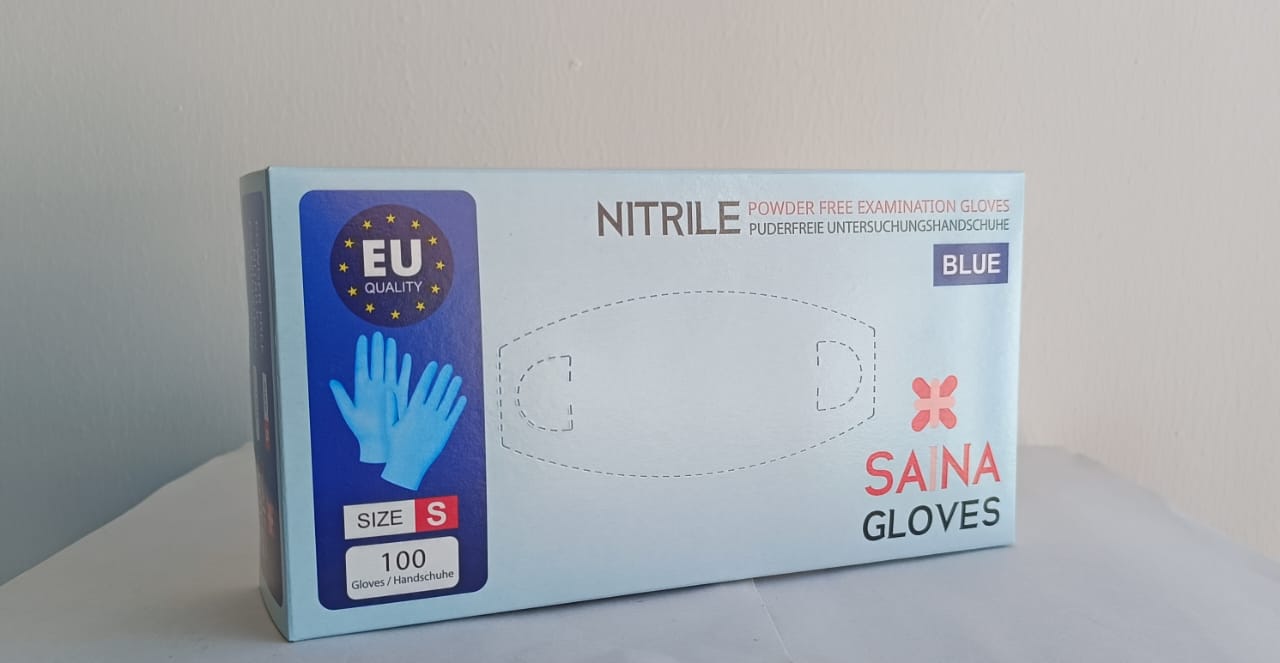 EU
QUALITY
SIZE S
100
Gloves / Handschuhe
NITRILE POWDER FREE EXAMINATION GLOVES
PUDERFREIE UNTERSUCHUNGSHANDSCHUHE
BLUE
SAINA
GLOVES